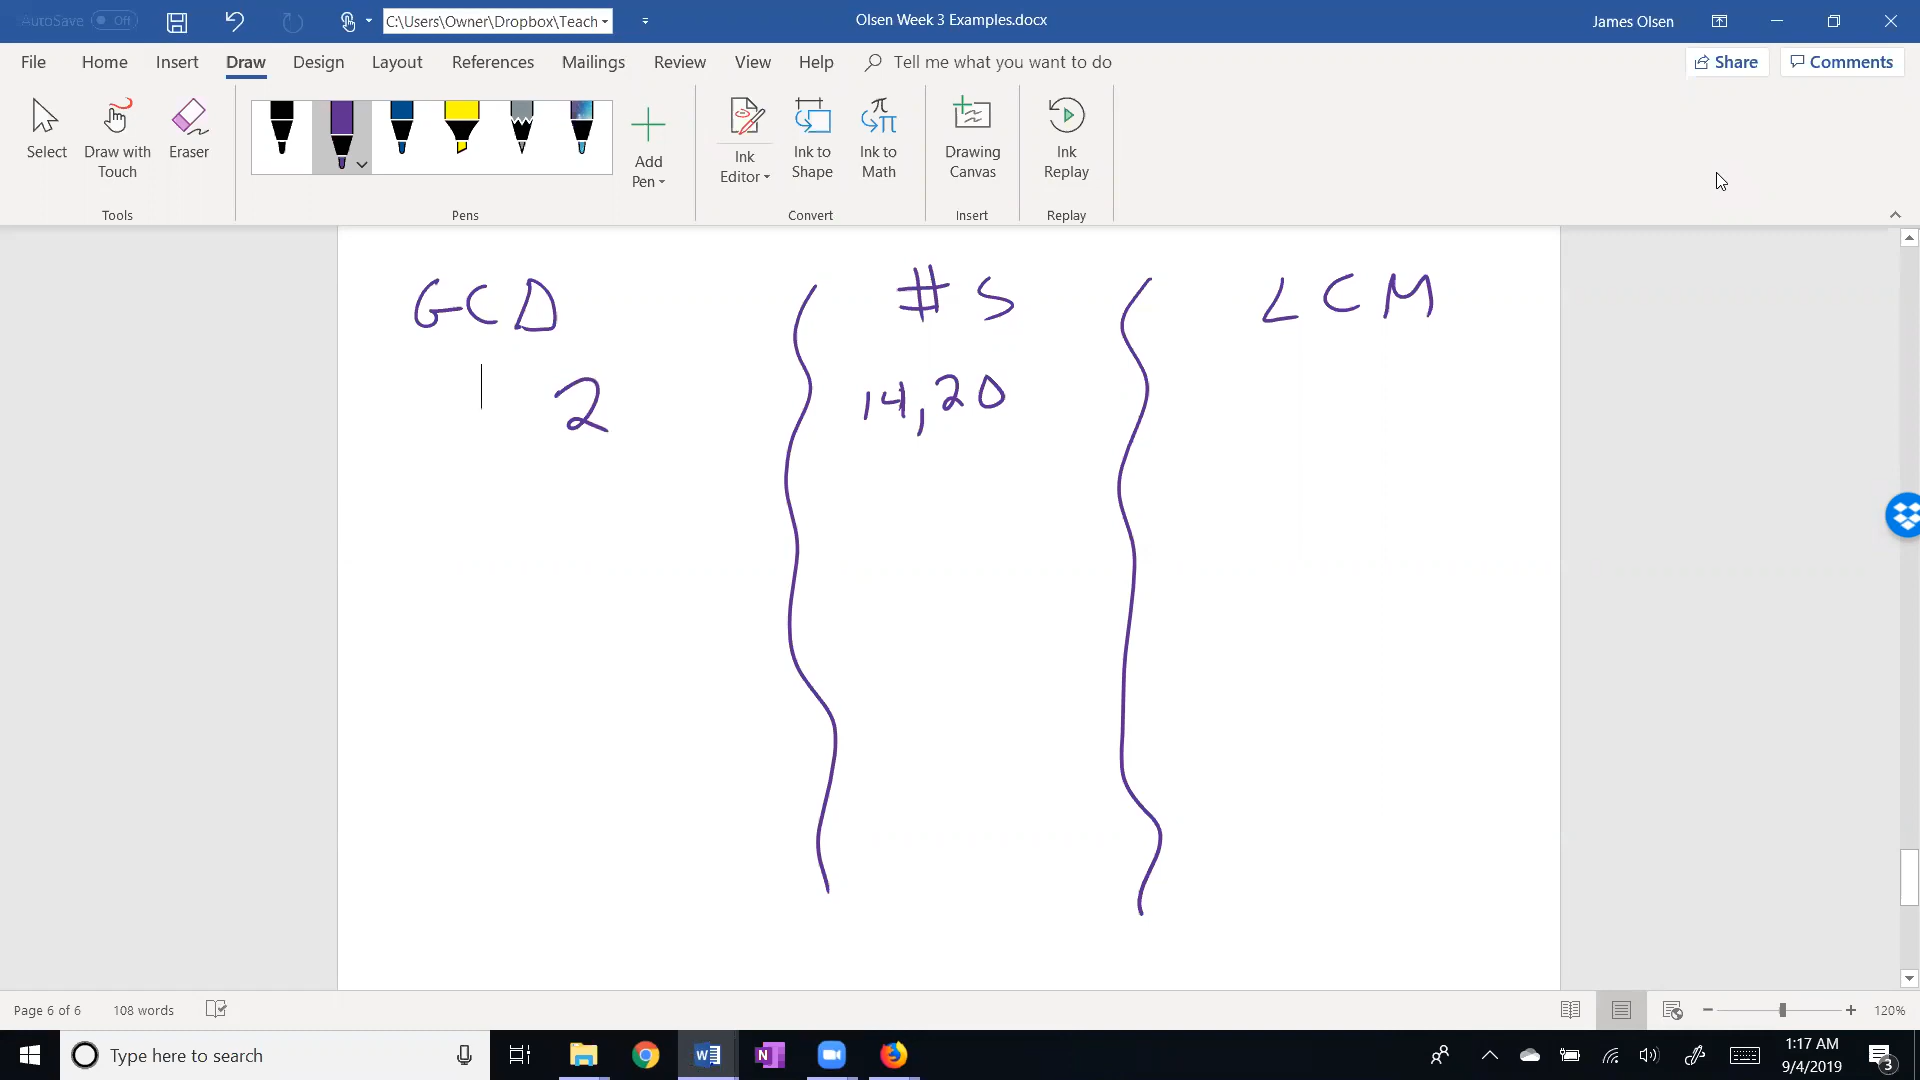 AutoSave Off C:\Users\Owner\Dropbox\Teach Olsen Week 3 Examples.docx James Olsen
File Home Insert Draw Design Layout References Mailings Review View Help Tell me what you want to do Share Comments
Select
Draw with
Touch
Eraser
Add
Pen
Ink
Editor
Ink to
Shape
Ink to
Math
Drawing
Canvas
Ink
Replay
Tools Pens Convert Insert Replay
GCD #S LCM
2 14,20
Page 6 of 6 108 words 120%
Type here to search
1:17 AM
9/4/2019
3